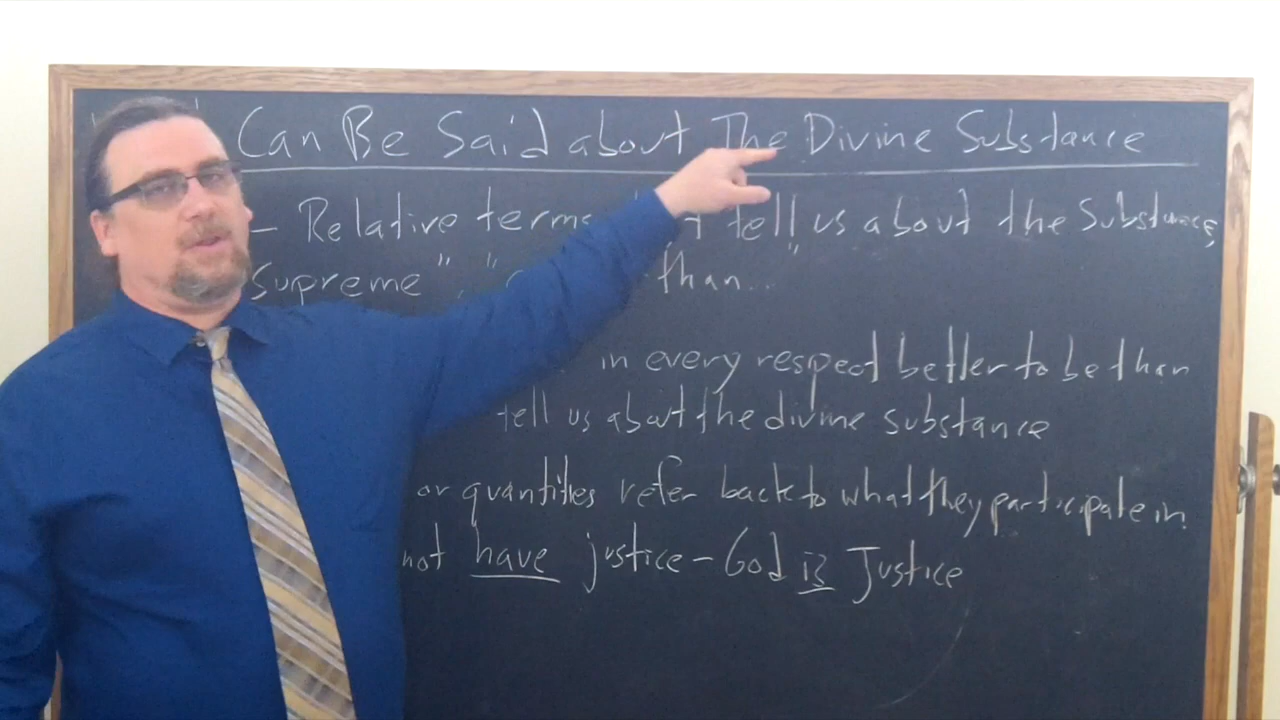 Can Be Said about The Divine Substance
- Relative terms tell us about the Substance,
Supreme", " than...
in every respect better to be than
tell us about the divine substance
or quantities refer back to what they participate in
not have justice - God is Justice